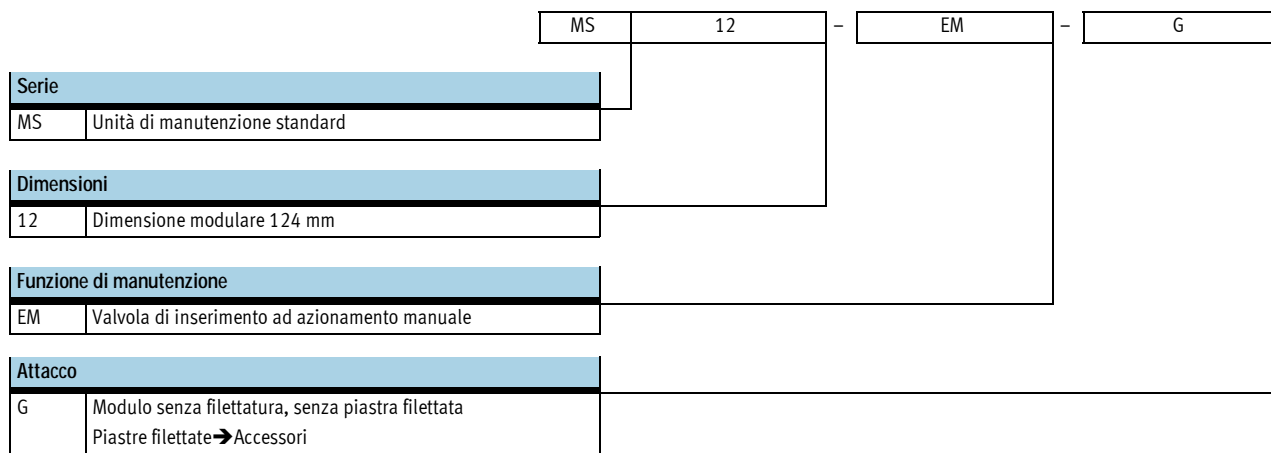 MS 12 – EM – G
Serie
MS Unità di manutenzione standard
Dimensioni
12 Dimensione modulare 124 mm
Funzione di manutenzione
EM Valvola di inserimento ad azionamento manuale
Attacco
G Modulo senza filettatura, senza piastra filettata
Piastre filettate➔Accessori